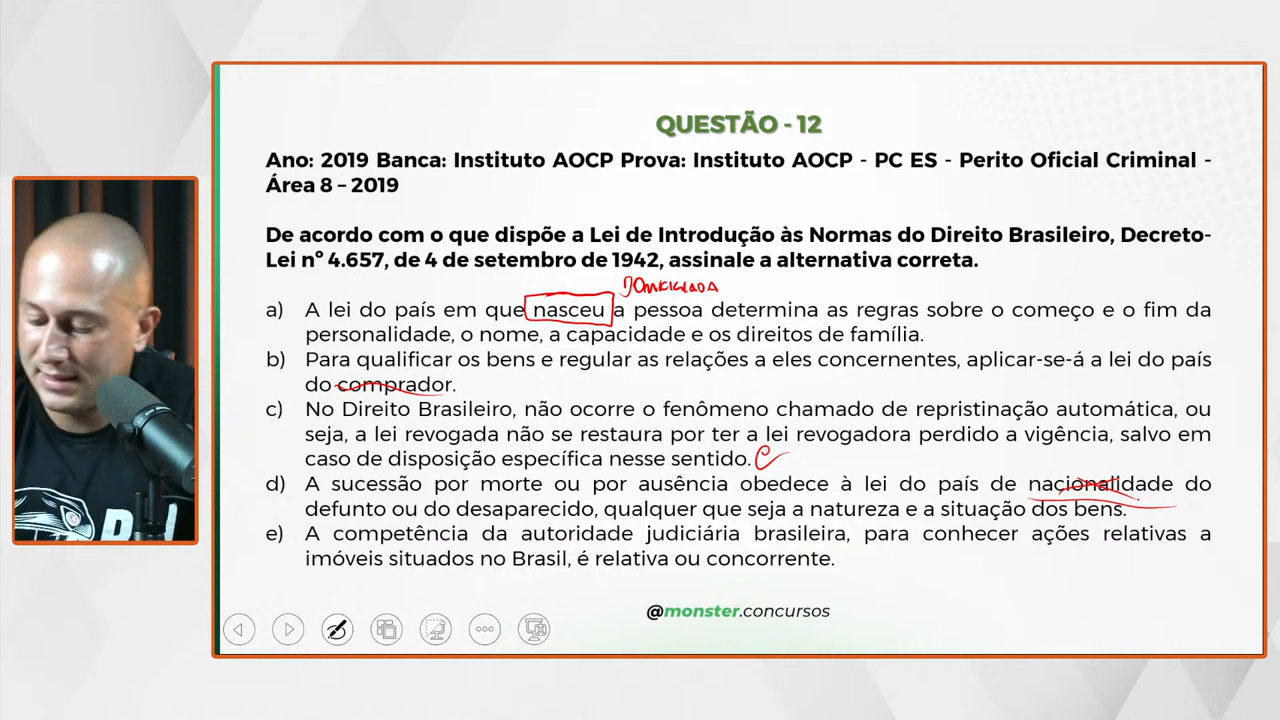 QUESTÃO - 12
Ano: 2019 Banca: Instituto AOCP Prova: Instituto AOCP - PC ES - Perito Oficial Criminal -
Área 8 – 2019
De acordo com o que dispõe a Lei de Introdução às Normas do Direito Brasileiro, Decreto-
Lei nº 4.657, de 4 de setembro de 1942, assinale a alternativa correta.
DOMICILIADA
a) A lei do país em que nasceu a pessoa determina as regras sobre o começo e o fim da
personalidade, o nome, a capacidade e os direitos de família.
b) Para qualificar os bens e regular as relações a eles concernentes, aplicar-se-á a lei do país
do comprador.
c) No Direito Brasileiro, não ocorre o fenômeno chamado de repristinação automática, ou
seja, a lei revogada não se restaura por ter a lei revogadora perdido a vigência, salvo em
caso de disposição específica nesse sentido. C
d) A sucessão por morte ou por ausência obedece à lei do país de nacionalidade do
defunto ou do desaparecido, qualquer que seja a natureza e a situação dos bens.
e) A competência da autoridade judiciária brasileira, para conhecer ações relativas a
imóveis situados no Brasil, é relativa ou concorrente.
@monster.concursos